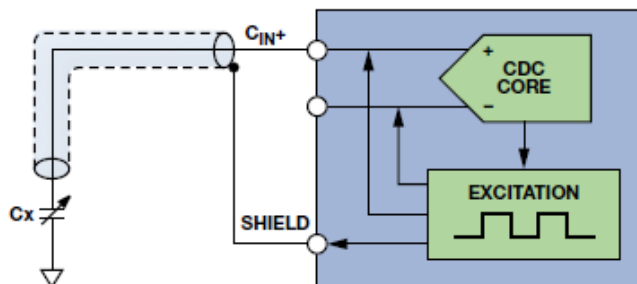 CIN+
+
CDC
CORE
−
EXCITATION
Cx
SHIELD